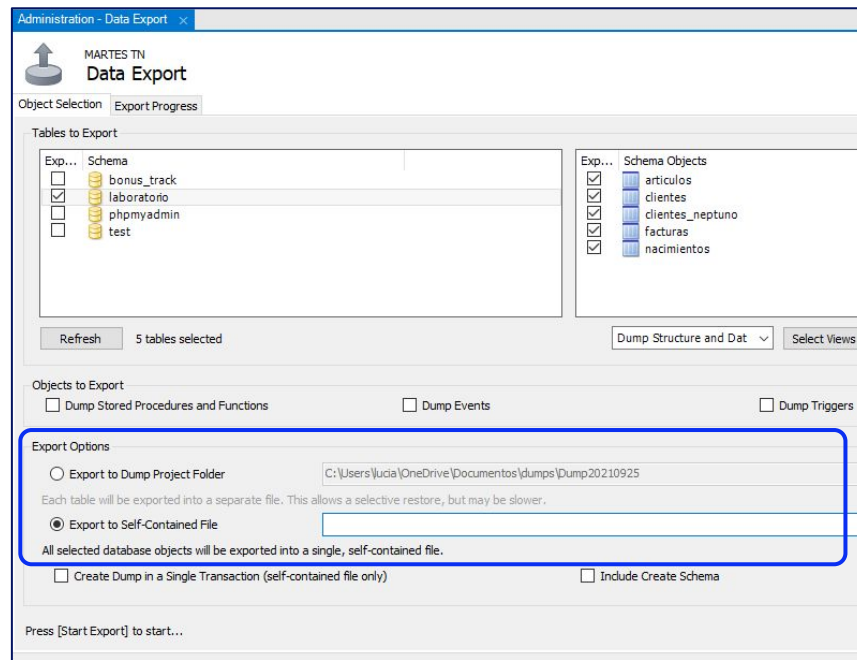 Administration - Data Export ×
MARTES TN
Data Export
Object Selection Export Progress
Tables to Export
Exp... Schema
bonus_track
laboratorio
phpmyadmin
test
Exp... Schema Objects
articulos
clientes
clientes_neptuno
facturas
nacimientos
Refresh 5 tables selected
Dump Structure and Dat Select Views
Objects to Export
Dump Stored Procedures and Functions Dump Events Dump Triggers
Export Options
Export to Dump Project Folder C:\Users\lucia\OneDrive\Documentos\dumps\Dump20210925
Each table will be exported into a separate file. This allows a selective restore, but may be slower.
Export to Self-Contained File
All selected database objects will be exported into a single, self-contained file.
Create Dump in a Single Transaction (self-contained file only) Include Create Schema
Press [Start Export] to start...